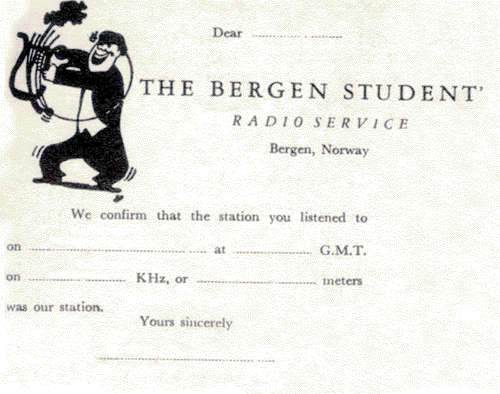 Dear ........................
THE BERGEN STUDENT'
RADIO SERVICE
Bergen, Norway
We confirm that the station you listened to
on ............................................ at .................... G.M.T.
on ........................ KHz, or ............................ meters
was our station.
Yours sincerely
............................................